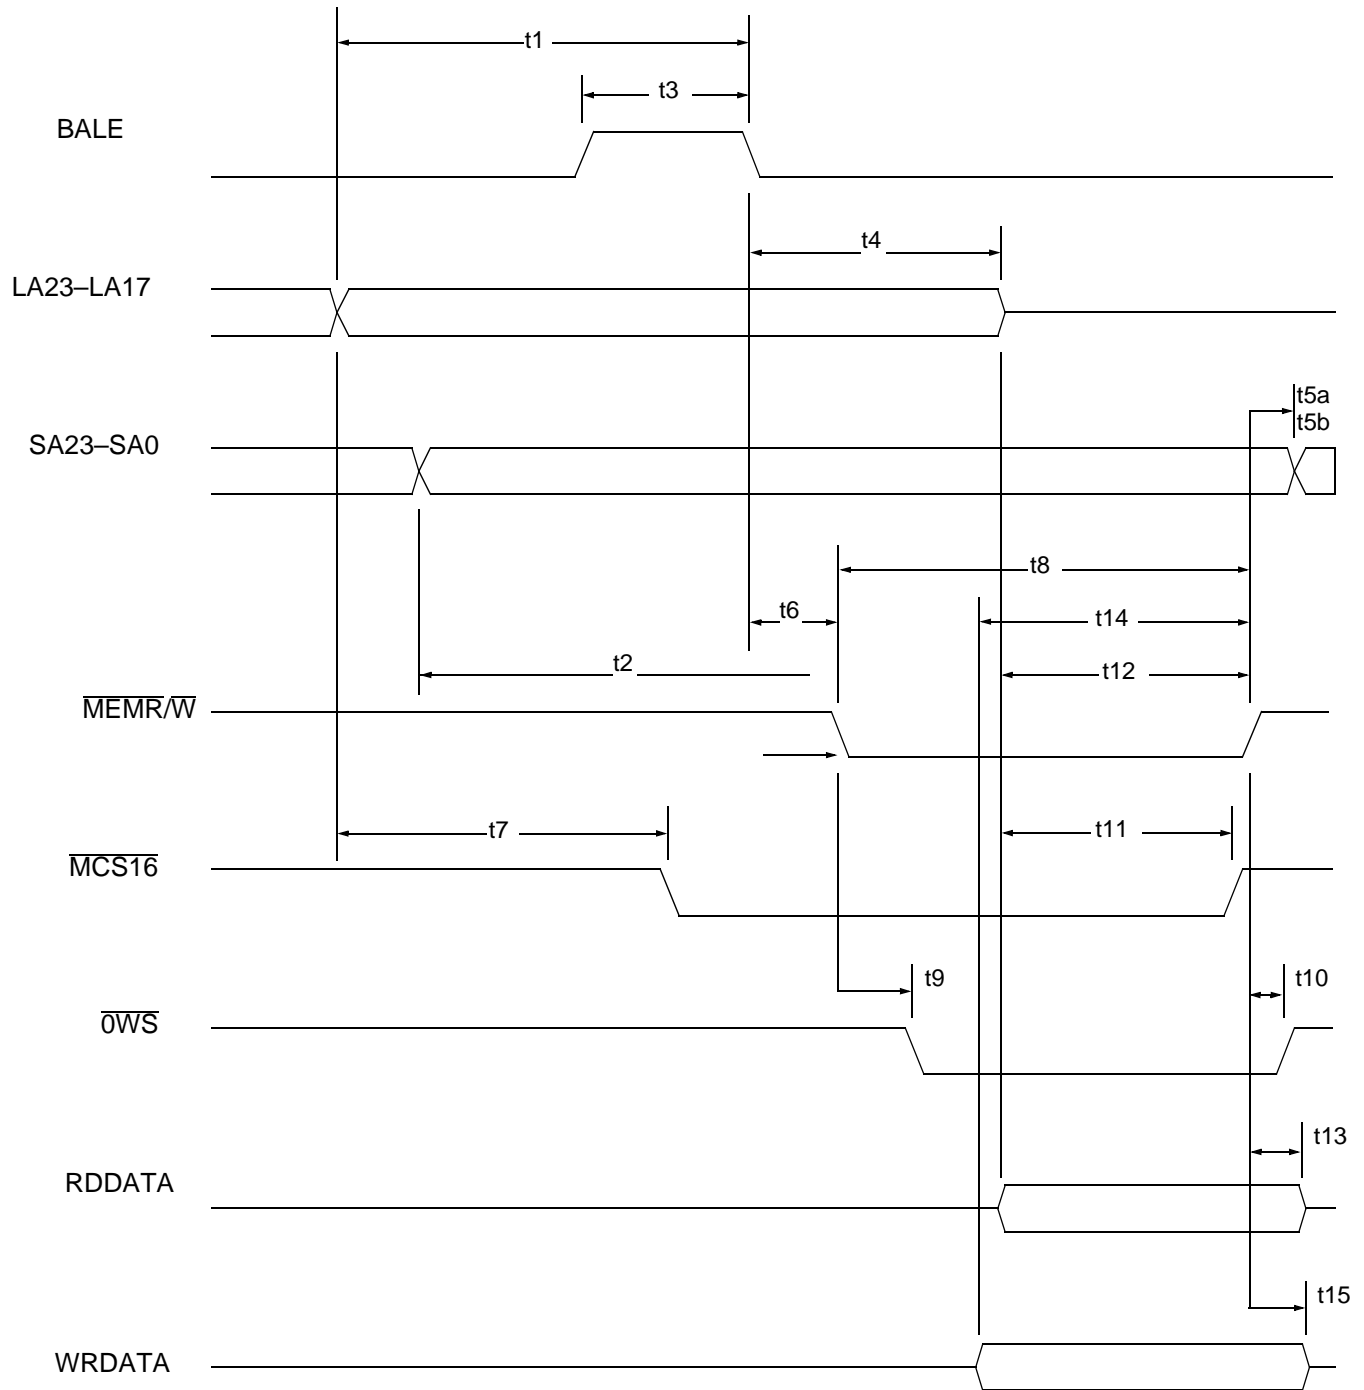 t1
t3
BALE
t4
LA23–LA17
t5a
t5b
SA23–SA0
t8
t6
t14
t2
t12
MEMR/W
t7
t11
MCS16
t9
t10
0WS
t13
RDDATA
t15
WRDATA